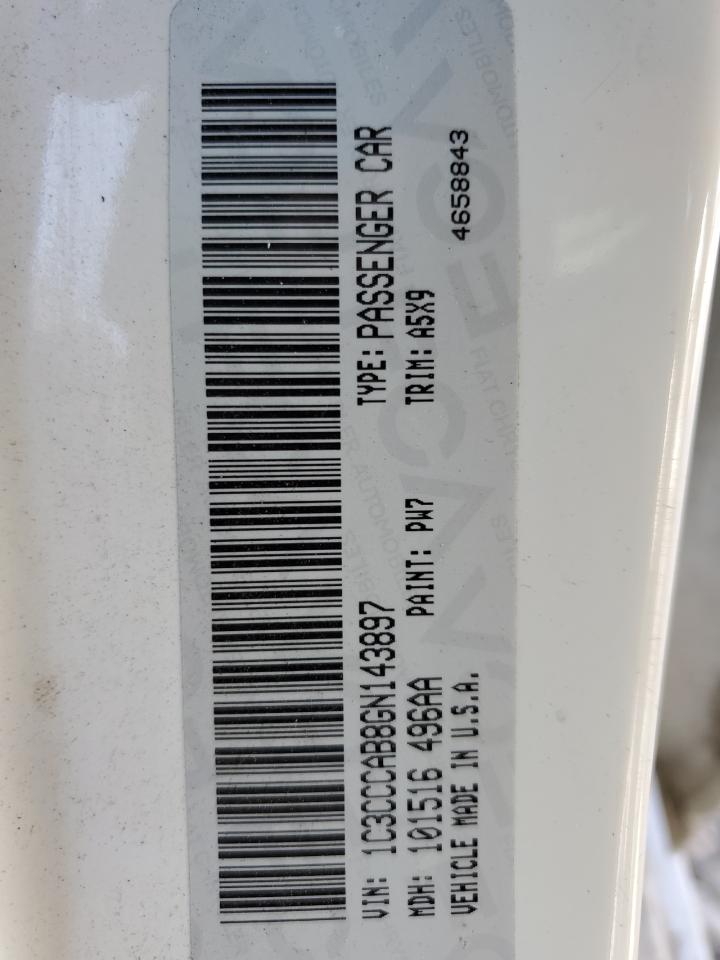 VIN: 1C3CCCAB8GN143897 TYPE: PASSENGER CAR
MDH: 101516 496AA PAINT: PW7 TRIM: A5X9
VEHICLE MADE IN U.S.A. 4658843